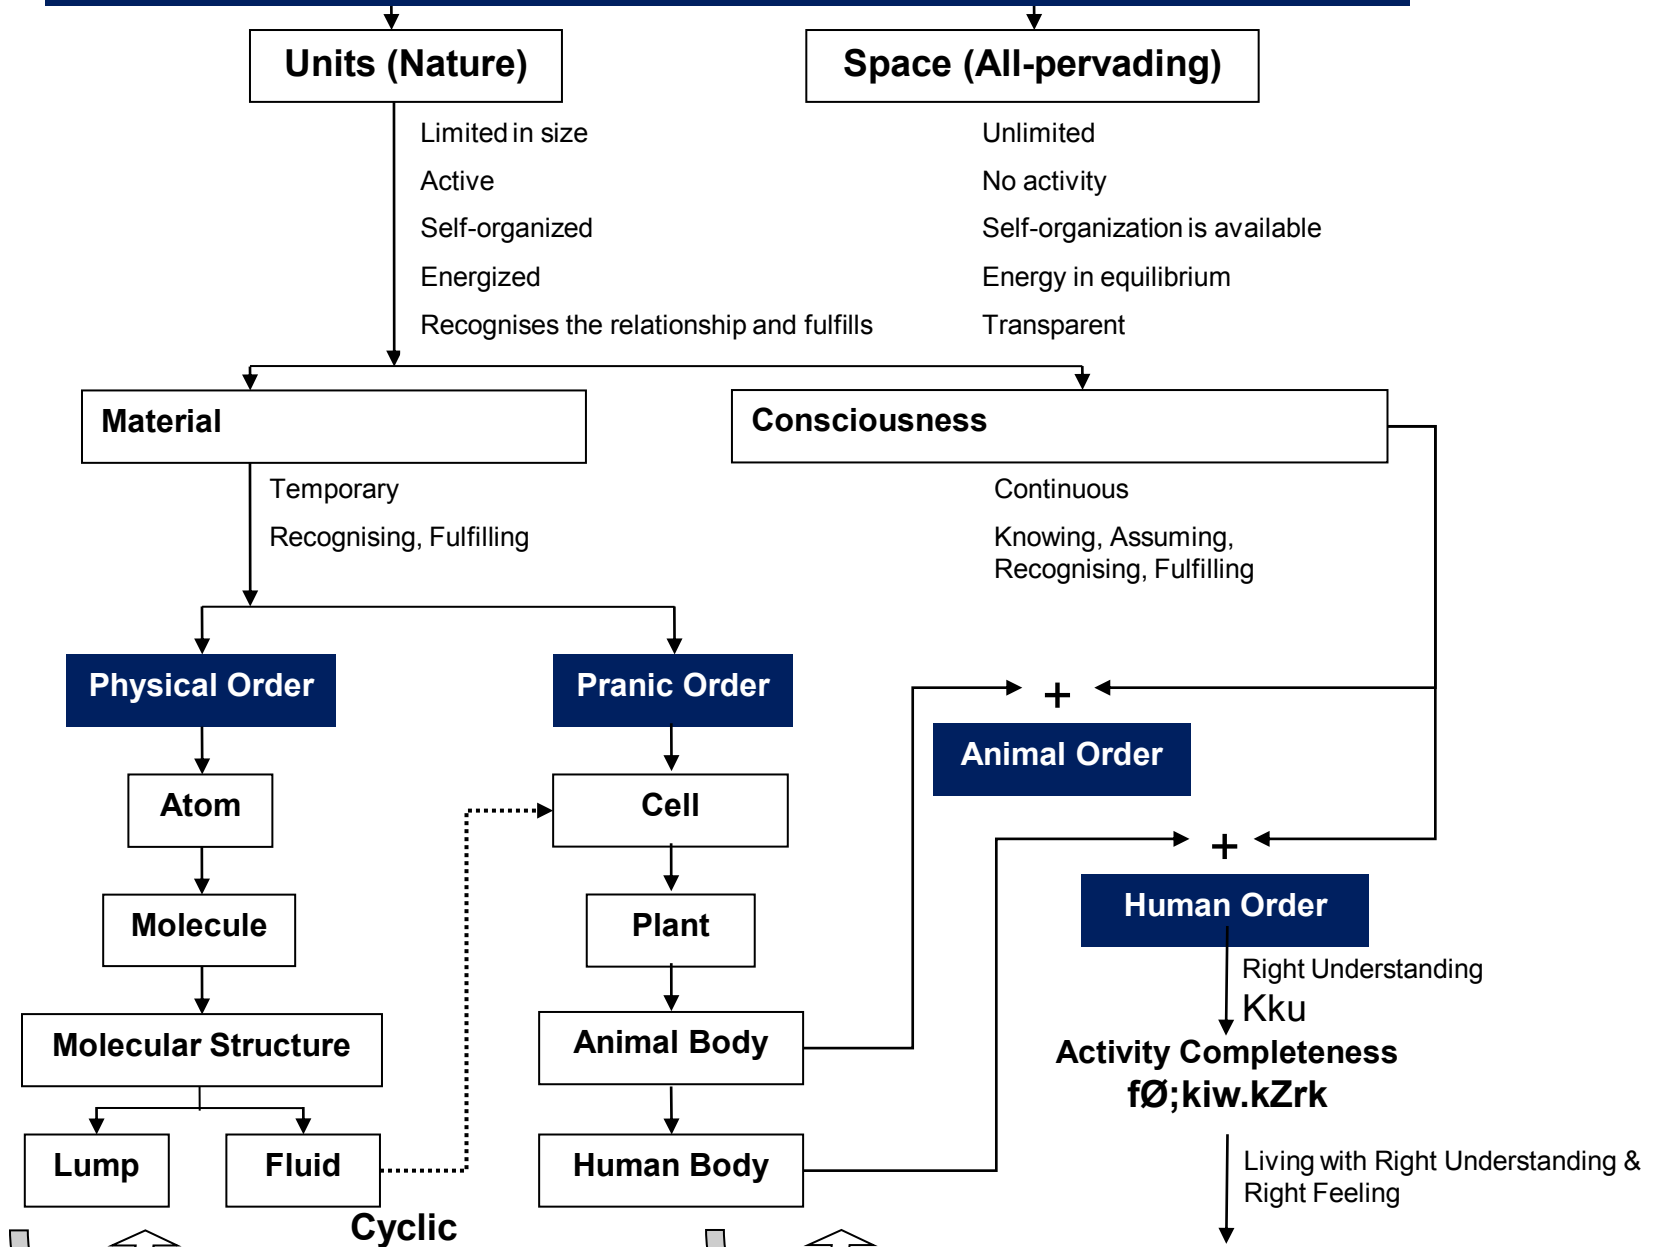 Units (Nature)
Space (All-pervading)
Limited in size
Unlimited
Active
No activity
Self-organized
Self-organization is available
Energized
Energy in equilibrium
Recognises the relationship and fulfills
Transparent
Material
Consciousness
Temporary
Continuous
Recognising, Fulfilling
Knowing, Assuming,
Recognising, Fulfilling
Physical Order
Pranic Order
+
Animal Order
Atom
Cell
+
Human Order
Molecule
Plant
Right Understanding
Kku
Molecular Structure
Animal Body
Activity Completeness
fØ;kiw.kZrk
Lump
Fluid
Human Body
Living with Right Understanding &
Right Feeling
Cyclic